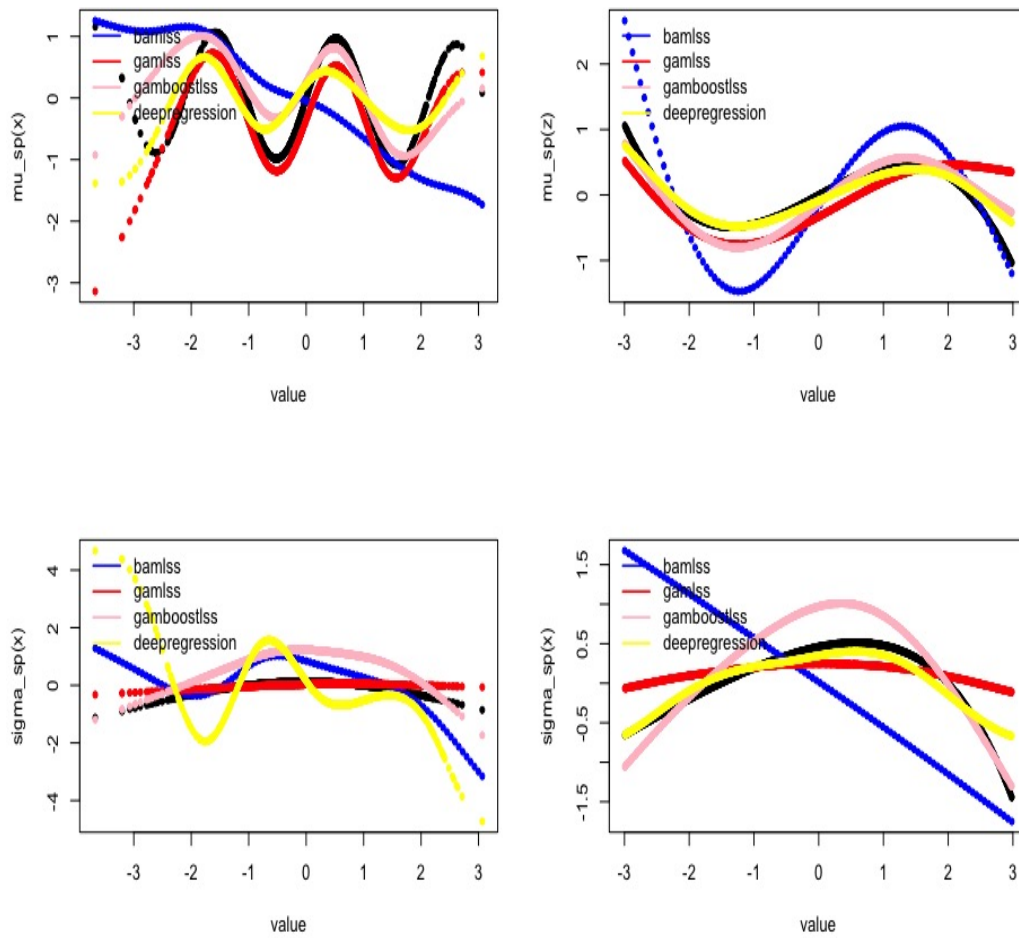 mu_sp(x)
1
0
-1
-2
-3
bamlss
gamlss
gamboostlss
deepregression
-3 -2 -1 0 1 2 3
value
mu_sp(z)
2
1
0
-1
bamlss
gamlss
gamboostlss
deepregression
-3 -2 -1 0 1 2 3
value
sigma_sp(x)
4
2
0
-2
-4
bamlss
gamlss
gamboostlss
deepregression
-3 -2 -1 0 1 2 3
value
sigma_sp(x)
1.5
0.5
-0.5
-1.5
bamlss
gamlss
gamboostlss
deepregression
-3 -2 -1 0 1 2 3
value